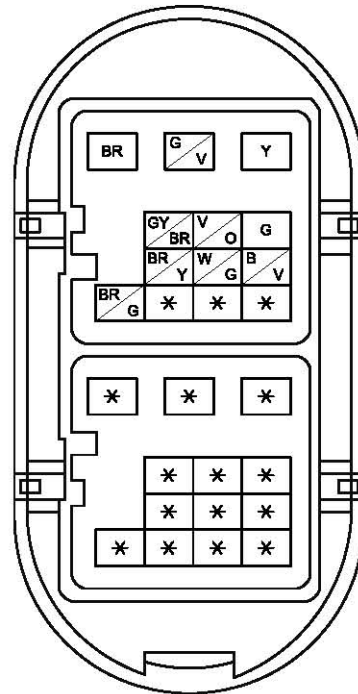 BR G V Y
GY BR V O G
BR Y W G B V
BR G * * *
* * *
* * *
* * *
* * * *